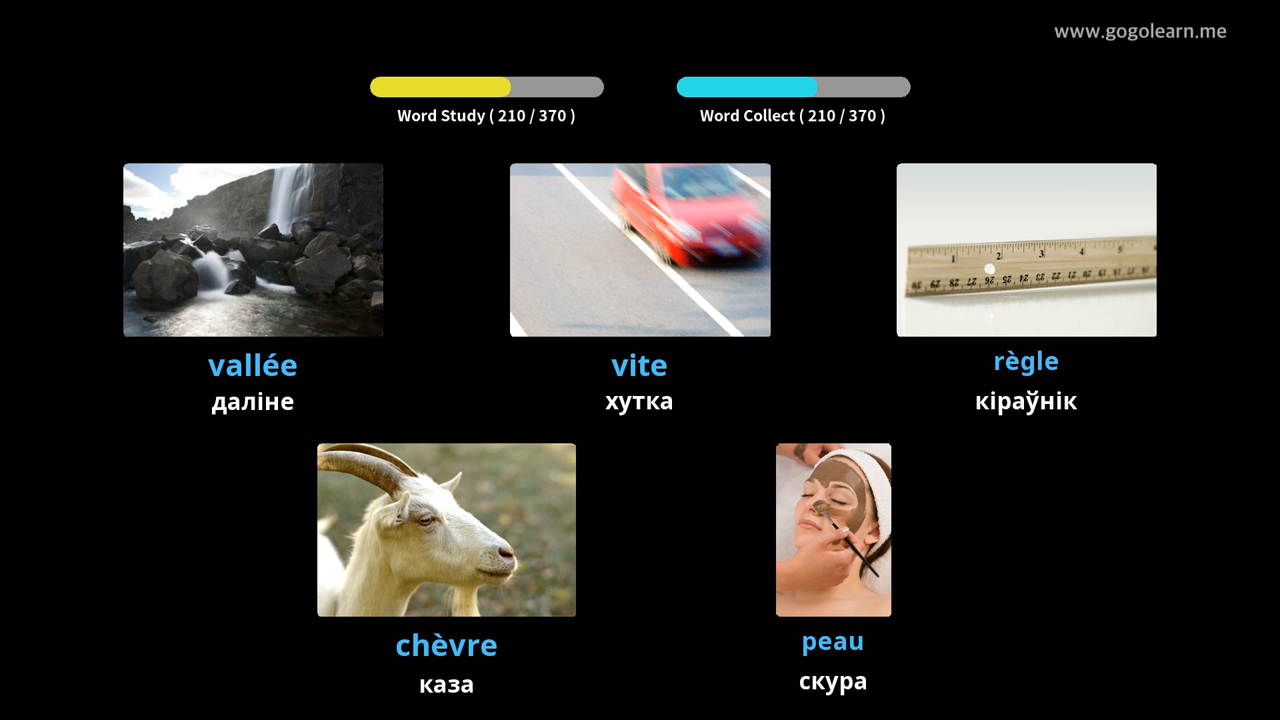 www.gogolearn.me
Word Study ( 210 / 370 )
Word Collect ( 210 / 370 )
vallée
даліне
vite
хутка
règle
кіраўнік
chèvre
каза
peau
скура